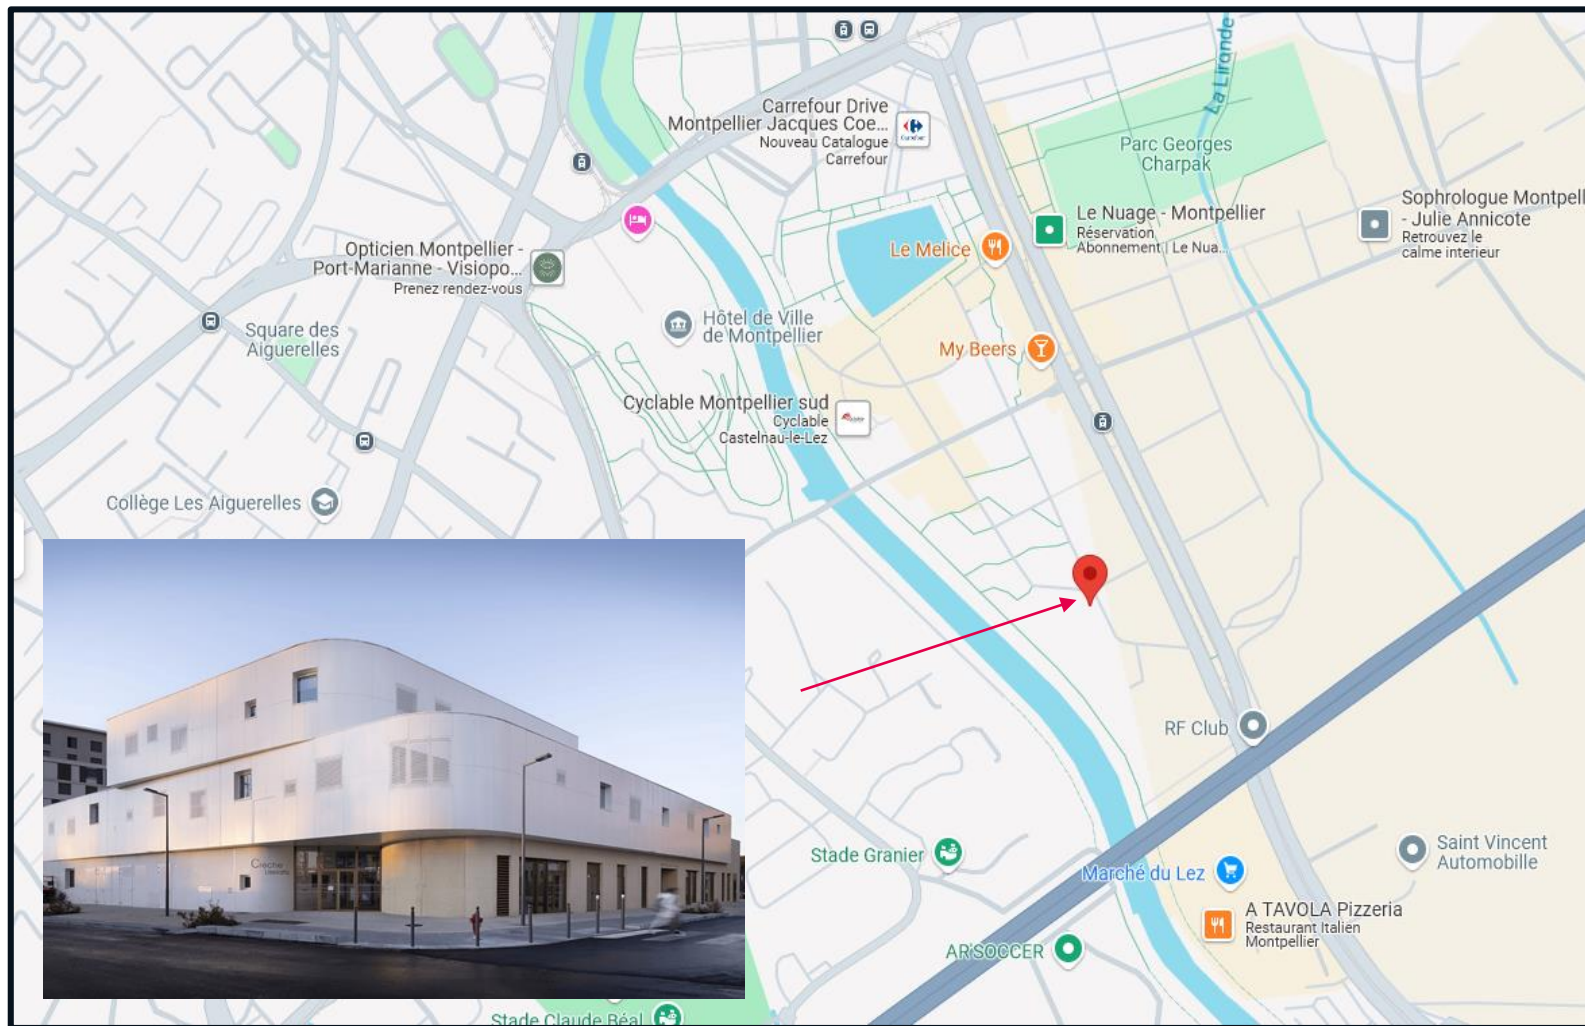 La Lironde
Carrefour Drive
Montpellier Jacques Coe...
Nouveau Catalogue
Carrefour
Parc Georges
Charpak
Sophrologue Montpell
- Julie Annicote
Retrouvez le
calme interieur
Le Nuage - Montpellier
Réservation
Abonnement | Le Nua...
Le Melice
Opticien Montpellier -
Port-Marianne - Visiopo...
Prenez rendez-vous
Hôtel de Ville
de Montpellier
Square des
Aiguerelles
My Beers
Cyclable Montpellier sud
Cyclable
Castelnau-le-Lez
Collège Les Aiguerelles
RF Club
Crèche
Stade Granier
Saint Vincent
Automobille
Marché du Lez
A TAVOLA Pizzeria
Restaurant Italien
Montpellier
AR'SOCCER
Stade Claude Béal